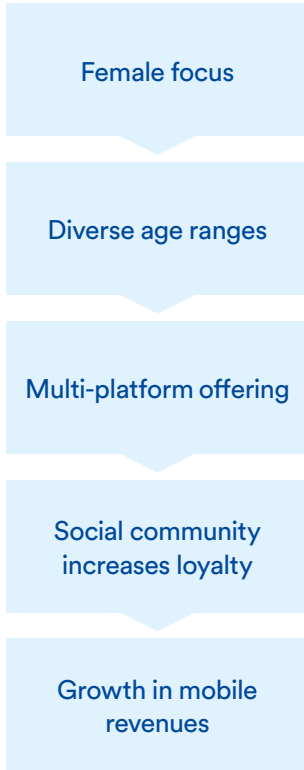 Female focus
Diverse age ranges
Multi-platform offering
Social community
increases loyalty
Growth in mobile
revenues